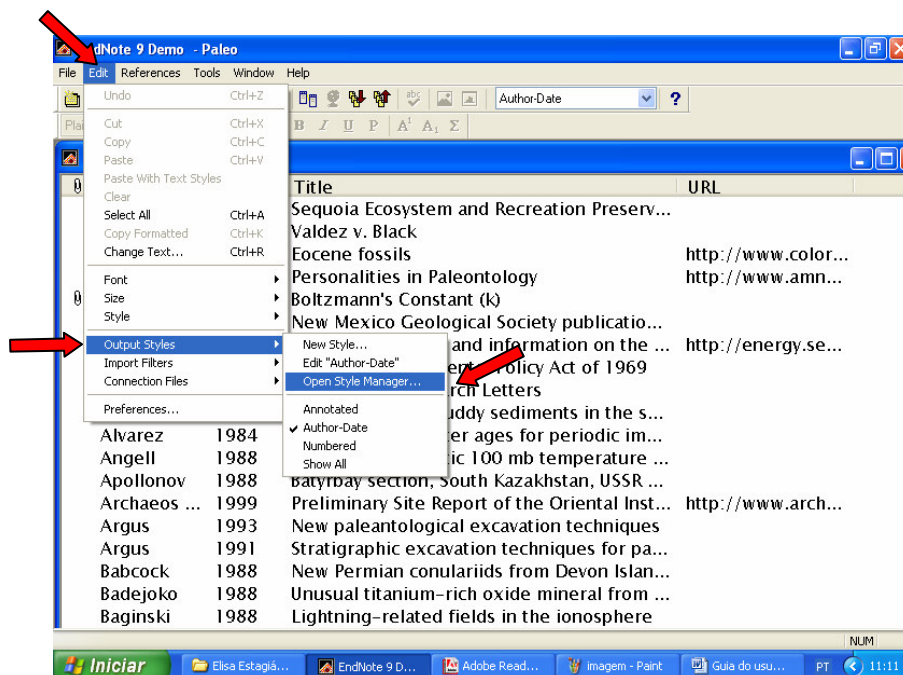 EndNote 9 Demo - Paleo
File Edit References Tools Window Help
Author-Date ?
B I U P A¹ A₁ Σ
Undo Ctrl+Z
Cut Ctrl+X
Copy Ctrl+C
Paste Ctrl+V
Paste With Text Styles
Clear
Select All Ctrl+A
Copy Formatted Ctrl+K
Change Text... Ctrl+R
Font
Size
Style
Output Styles
Import Filters
Connection Files
Preferences...
New Style...
Edit "Author-Date"
Open Style Manager...
Annotated
Author-Date
Numbered
Show All
Title URL
Sequoia Ecosystem and Recreation Preserv...
Valdez v. Black
Eocene fossils http://www.color...
Personalities in Paleontology http://www.amn...
Boltzmann's Constant (k)
New Mexico Geological Society publicatio...
and information on the ... http://energy.se...
Policy Act of 1969
Letters
sediments in the s...
Alvarez 1984 ages for periodic im...
Angell 1988 100 mb temperature ...
Apollonov 1988 Batyrbay section, South Kazakhstan, USSR ...
Archaeos ... 1999 Preliminary Site Report of the Oriental Inst... http://www.arch...
Argus 1993 New paleantological excavation techniques
Argus 1991 Stratigraphic excavation techniques for pa...
Babcock 1988 New Permian conulariids from Devon Islan...
Badejoko 1988 Unusual titanium-rich oxide mineral from ...
Baginski 1988 Lightning-related fields in the ionosphere
NUM
Iniciar Elisa Estagiá... EndNote 9 D... Adobe Read... imagem - Paint Guia do usu... PT 11:11